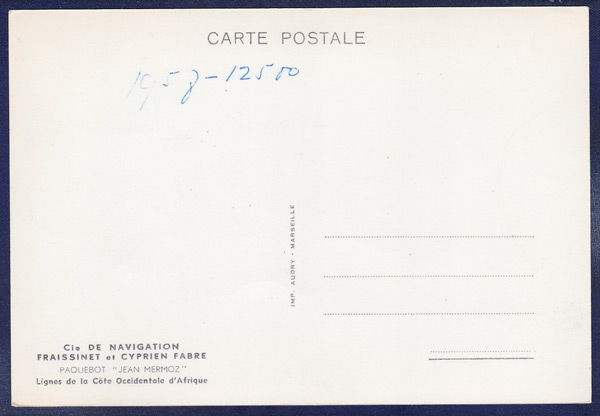 CARTE POSTALE
1957-12500
IMP. AUDRY - MARSEILLE
Cie DE NAVIGATION
FRAISSINET et CYPRIEN FABRE
PAQUEBOT "JEAN MERMOZ"
Lignes de la Côte Occidentale d'Afrique